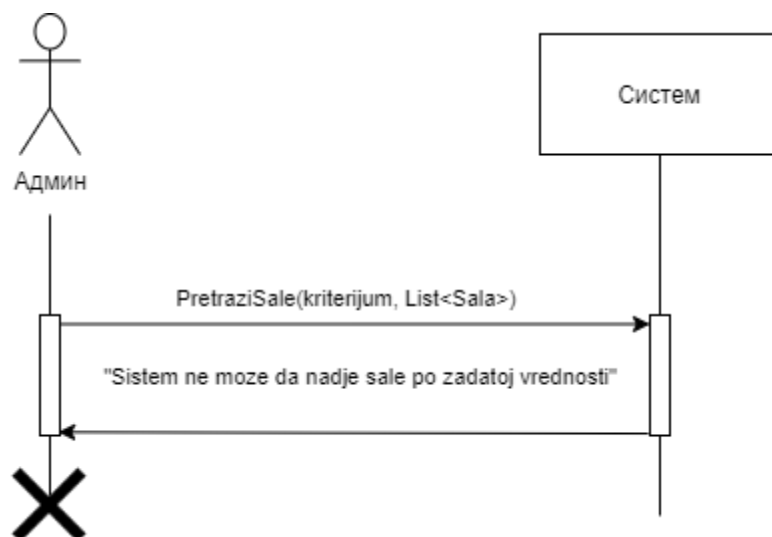 Систем
Админ
PretraziSale(kriterijum, List<Sala>)
"Sistem ne moze da nadje sale po zadatoj vrednosti"